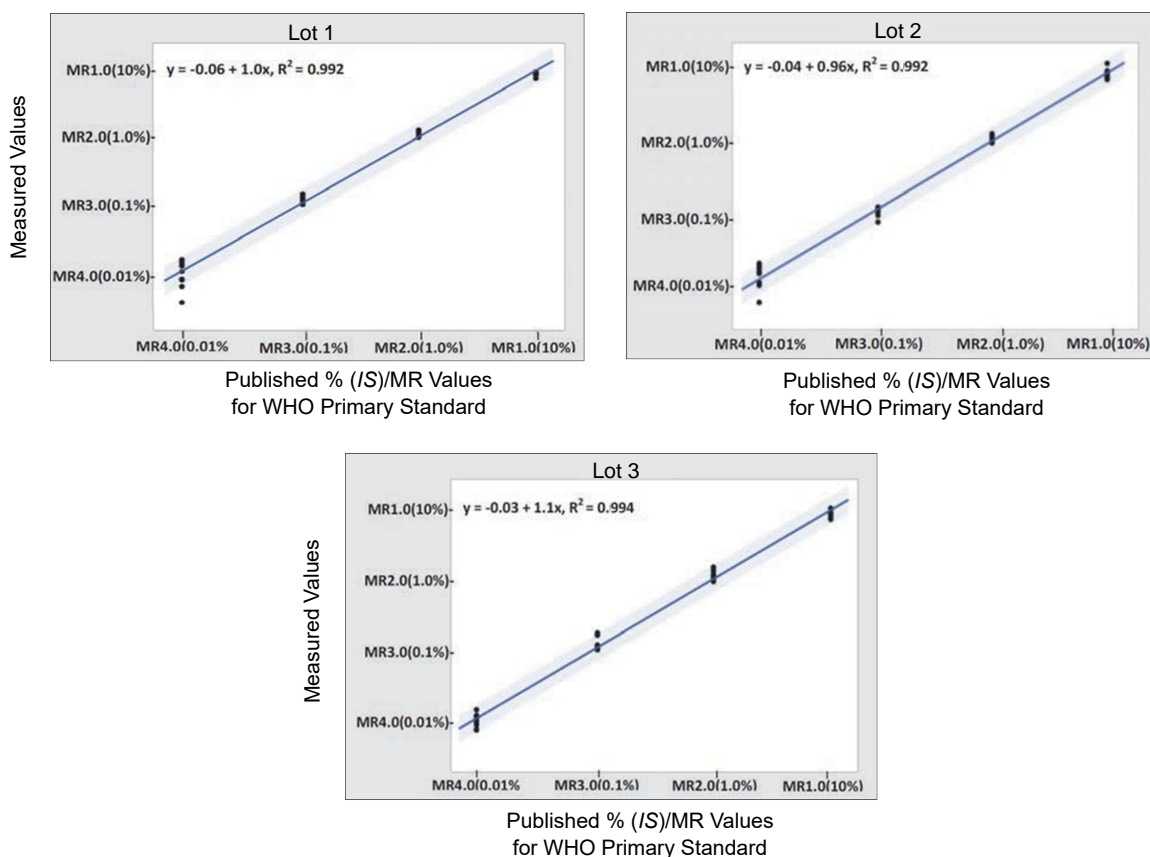 Lot 1
y = -0.06 + 1.0x, R² = 0.992
Measured Values
MR1.0(10%)
MR2.0(1.0%)
MR3.0(0.1%)
MR4.0(0.01%)
MR4.0(0.01% MR3.0(0.1%) MR2.0(1.0%) MR1.0(10%)
Published % (IS)/MR Values
for WHO Primary Standard
Lot 2
y = -0.04 + 0.96x, R² = 0.992
MR1.0(10%)
MR2.0(1.0%)
MR3.0(0.1%)
MR4.0(0.01%)
MR4.0(0.01% MR3.0(0.1%) MR2.0(1.0%) MR1.0(10%)
Published % (IS)/MR Values
for WHO Primary Standard
Lot 3
y = -0.03 + 1.1x, R² = 0.994
Measured Values
MR1.0(10%)
MR2.0(1.0%)
MR3.0(0.1%)
MR4.0(0.01%)
MR4.0(0.01% MR3.0(0.1%) MR2.0(1.0%) MR1.0(10%)
Published % (IS)/MR Values
for WHO Primary Standard